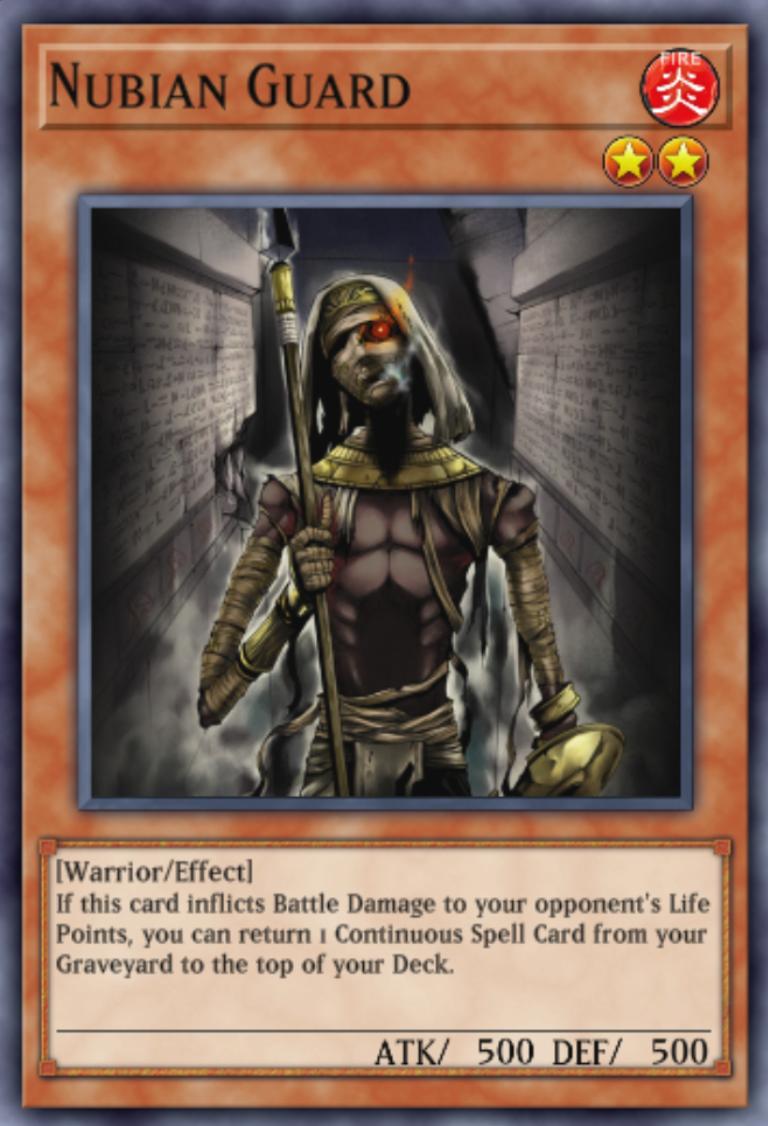 Nubian Guard
FIRE
炎
[Warrior/Effect]
If this card inflicts Battle Damage to your opponent's Life
Points, you can return 1 Continuous Spell Card from your
Graveyard to the top of your Deck.
ATK/ 500 DEF/ 500